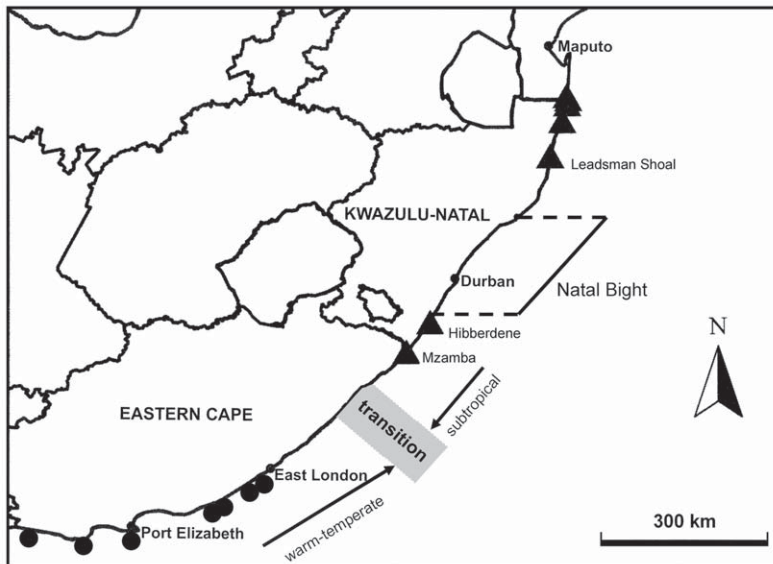 Maputo
Leadsman Shoal
KWAZULU-NATAL
Durban
Natal Bight
Hibberdene
N
Mzamba
subtropical
EASTERN CAPE
transition
East London
Port Elizabeth
warm-temperate
300 km